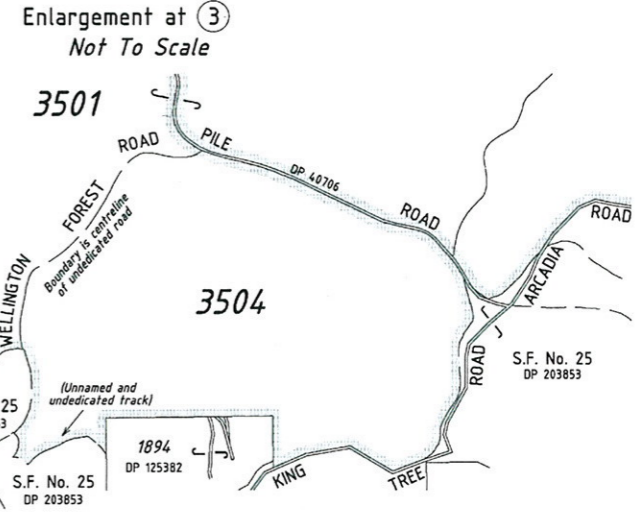 Enlargement at 3
Not To Scale
3501
ROAD
PILE
DP 40706
ROAD
ROAD
FOREST
Boundary is centreline
of undedicated road
WELLINGTON
3504
ARCADIA
ROAD
S.F. No. 25
DP 203853
25
3
(Unnamed and
undedicated track)
1894
DP 125382
S.F. No. 25
DP 203853
KING
TREE